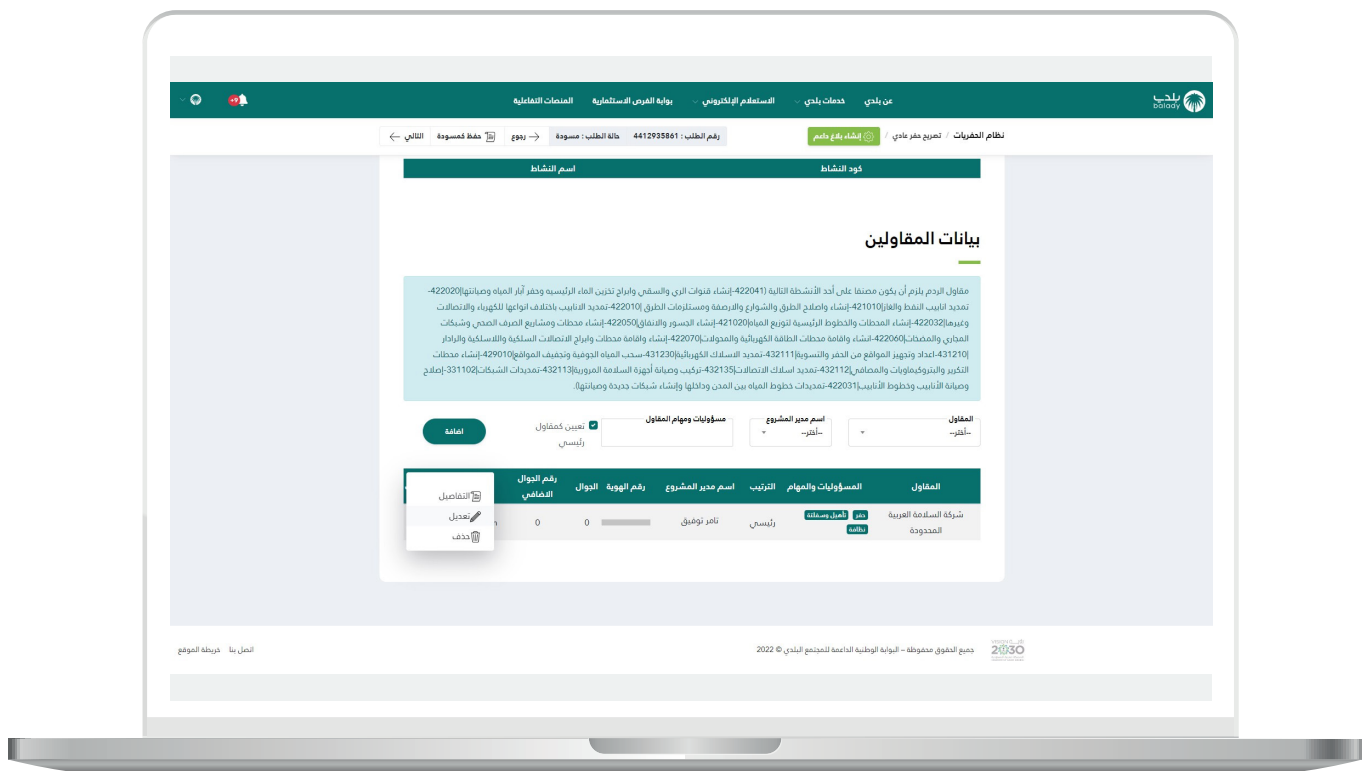 بلدي
balady
عن بلدي خدمات بلدي الاستعلام الإلكتروني بوابة الفرص الاستثمارية المنصات التفاعلية
+9
نظام الحفريات / تصريح حفر عادي / إنشاء بلاغ داعم رقم الطلب : 4412935861 حالة الطلب : مسودة رجوع حفظ كمسودة التالي
كود النشاط اسم النشاط
بيانات المقاولين
مقاول الردم يلزم أن يكون مصنفا على أحد الأنشطة التالية (422041-إنشاء قنوات الري والسقي وابراج تخزين الماء الرئيسيه وحفر آبار المياه وصيانتها|422020-
تمديد انابيب النفط والغاز|421010-إنشاء واصلاح الطرق والشوارع والارصفة ومستلزمات الطرق |422010-تمديد الانابيب باختلاف انواعها للكهرباء والاتصالات
وغيرها|422032-إنشاء المحطات والخطوط الرئيسية لتوزيع المياه|421020-إنشاء الجسور والانفاق|422050-إنشاء محطات ومشاريع الصرف الصحي وشبكات
المجاري والمضخات|422060-انشاء واقامة محطات الطاقة الكهربائية والمحولات|422070-إنشاء واقامة محطات وابراج الاتصالات السلكية واللاسلكية والرادار
|431210-اعداد وتجهيز المواقع من الحفر والتسوية|432111-تمديد الاسلاك الكهربائية|431230-سحب المياه الجوفية وتجفيف المواقع|429010-إنشاء محطات
التكرير والبتروكيماويات والمصافي|432112-تمديد اسلاك الاتصالات|432135-تركيب وصيانة أجهزة السلامة المرورية|432113-تمديدات الشبكات|331102-إصلاح
وصيانة الأنابيب وخطوط الأنابيب|422031-تمديدات خطوط المياه بين المدن وداخلها وإنشاء شبكات جديدة وصيانتها).
المقاول اسم مدير المشروع مسؤوليات ومهام المقاول
--أختر-- --أختر-- تعيين كمقاول رئيسي اضافة
المقاول المسؤوليات والمهام الترتيب اسم مدير المشروع رقم الهوية الجوال رقم الجوال الاضافي
شركة السلامة العربية المحدودة حفر تأهيل وسفلتة نظافة رئيسي تامر توفيق 0 0
التفاصيل
تعديل
حذف
جميع الحقوق محفوظة – البوابة الوطنية الداعمة للمجتمع البلدي © 2022
2030
اتصل بنا خريطة الموقع